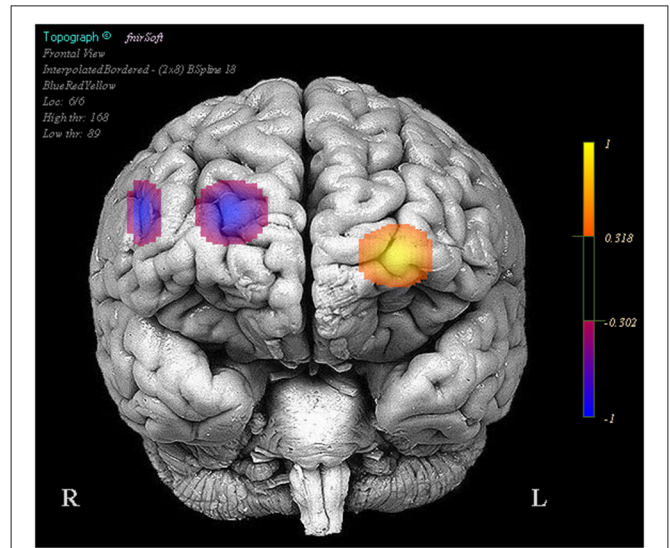 Topograph © fnirSoft
Frontal View
InterpolatedBordered - (2x8) BSpline 18
BlueRedYellow
Loc: 6/6
High thr: 168
Low thr: 89
1
0.318
-0.302
-1
R
L